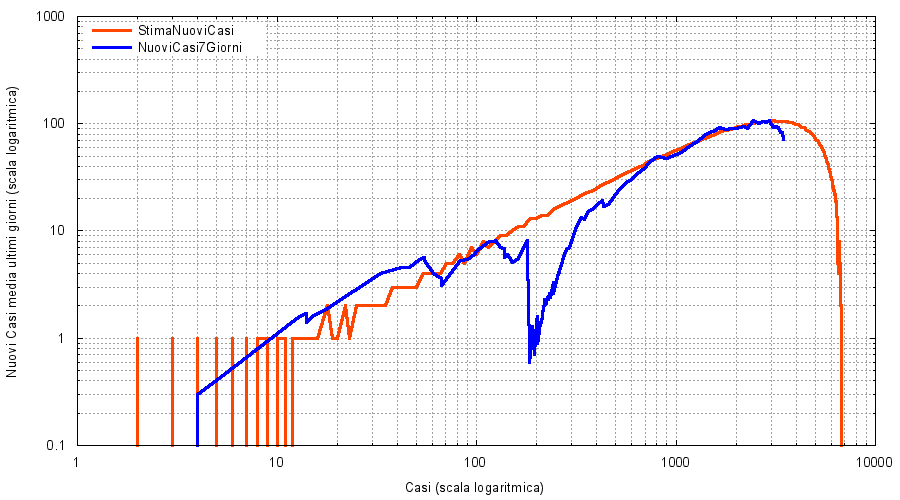 1000
StimaNuoviCasi
NuoviCasi7Giorni
100
10
1
0.1
Nuovi Casi media ultimi giorni (scala logaritmica)
1 10 100 1000 10000
Casi (scala logaritmica)